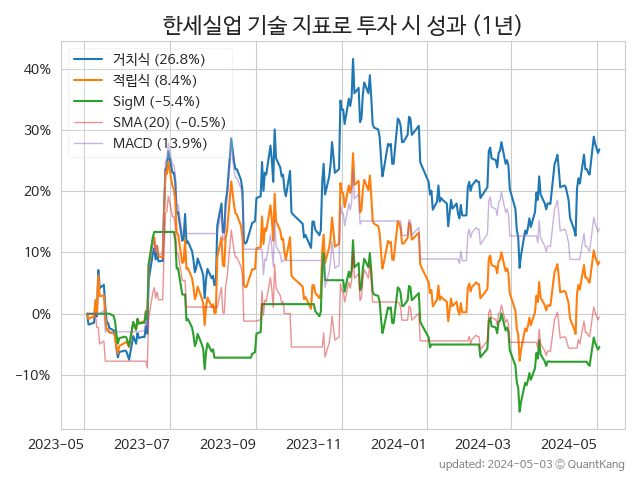 한세실업 기술 지표로 투자 시 성과 (1년)
거치식 (26.8%)
적립식 (8.4%)
SigM (−5.4%)
SMA(20) (−0.5%)
MACD (13.9%)
40%
30%
20%
10%
0%
−10%
2023-05
2023-07
2023-09
2023-11
2024-01
2024-03
2024-05
updated: 2024-05-03 ⓒ QuantKang